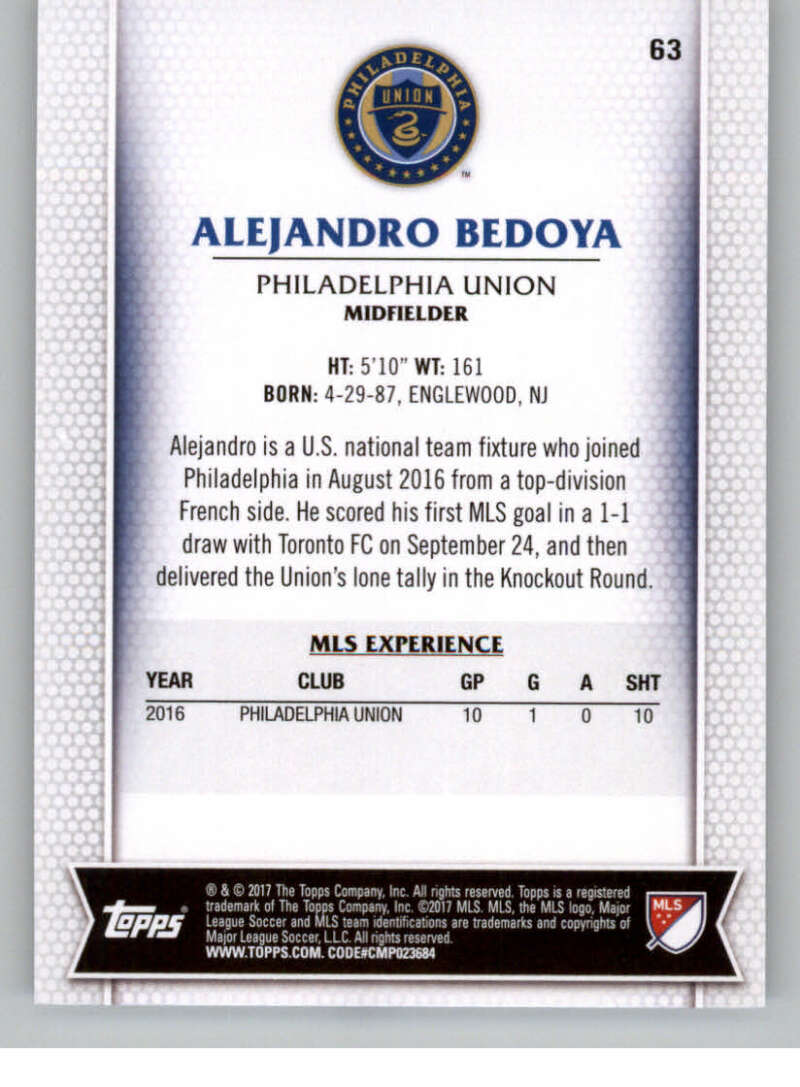 63
PHILADELPHIA
UNION
TM
ALEJANDRO BEDOYA
PHILADELPHIA UNION
MIDFIELDER
HT: 5'10" WT: 161
BORN: 4-29-87, ENGLEWOOD, NJ
Alejandro is a U.S. national team fixture who joined
Philadelphia in August 2016 from a top-division
French side. He scored his first MLS goal in a 1-1
draw with Toronto FC on September 24, and then
delivered the Union's lone tally in the Knockout Round.
MLS EXPERIENCE
YEAR CLUB GP G A SHT
2016 PHILADELPHIA UNION 10 1 0 10
® & © 2017 The Topps Company, Inc. All rights reserved. Topps is a registered
trademark of The Topps Company, Inc. ©2017 MLS. MLS, the MLS logo, Major
League Soccer and MLS team identifications are trademarks and copyrights of
Major League Soccer, L.L.C. All rights reserved.
WWW.TOPPS.COM. CODE#CMP023684
Topps®
MLS